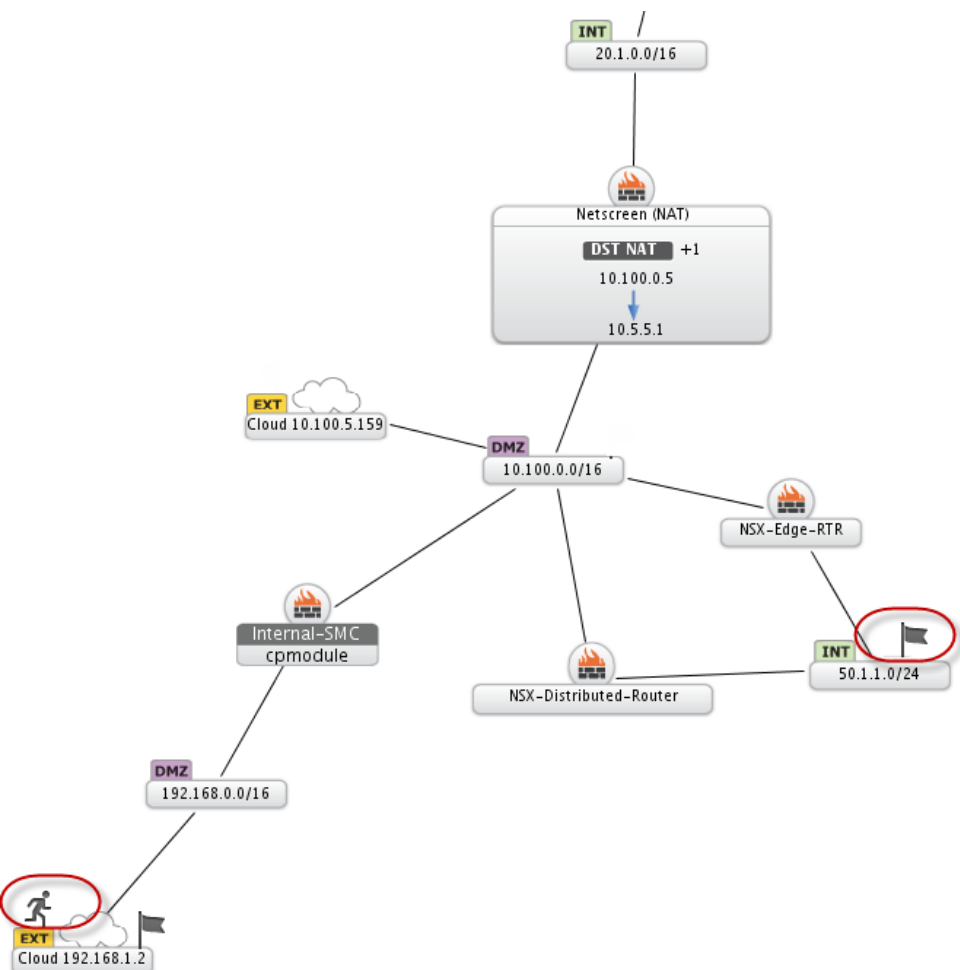 INT
20.1.0.0/16
Netscreen (NAT)
DST NAT +1
10.100.0.5
10.5.5.1
EXT
Cloud 10.100.5.159
DMZ
10.100.0.0/16
NSX-Edge-RTR
Internal-SMC
cpmodule
INT
50.1.1.0/24
NSX-Distributed-Router
DMZ
192.168.0.0/16
EXT
Cloud 192.168.1.2